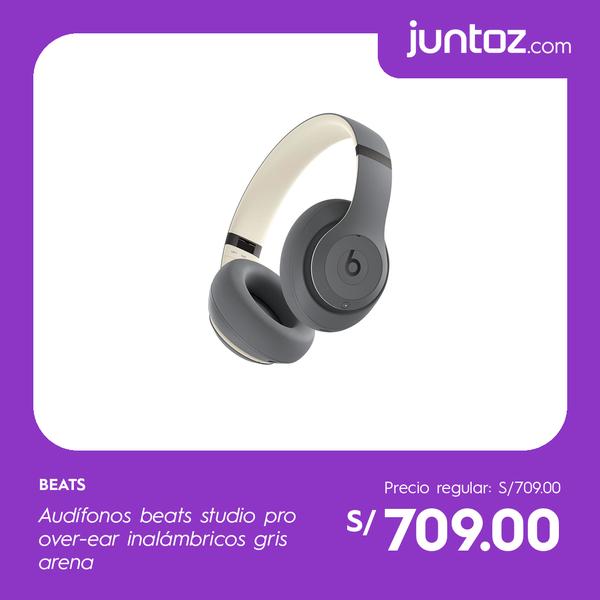 juntoz.com
b
BEATS
Audífonos beats studio pro
over-ear inalámbricos gris
arena
Precio regular: S/709.00
S/709.00